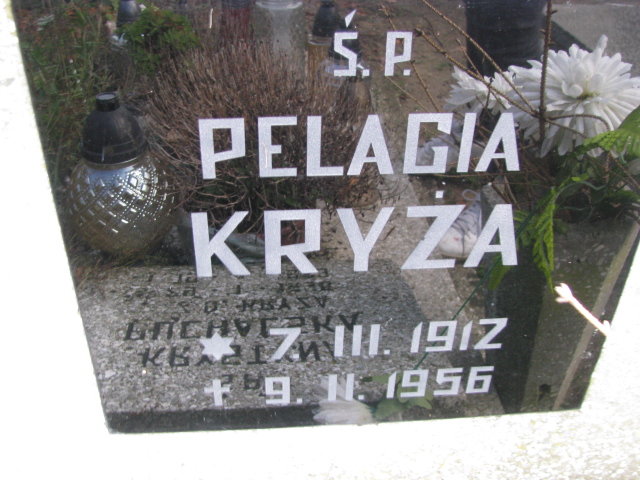 Ś.P.
PELAGIA
KRYŻA
* 7. III. 1912
+ 9. II. 1956